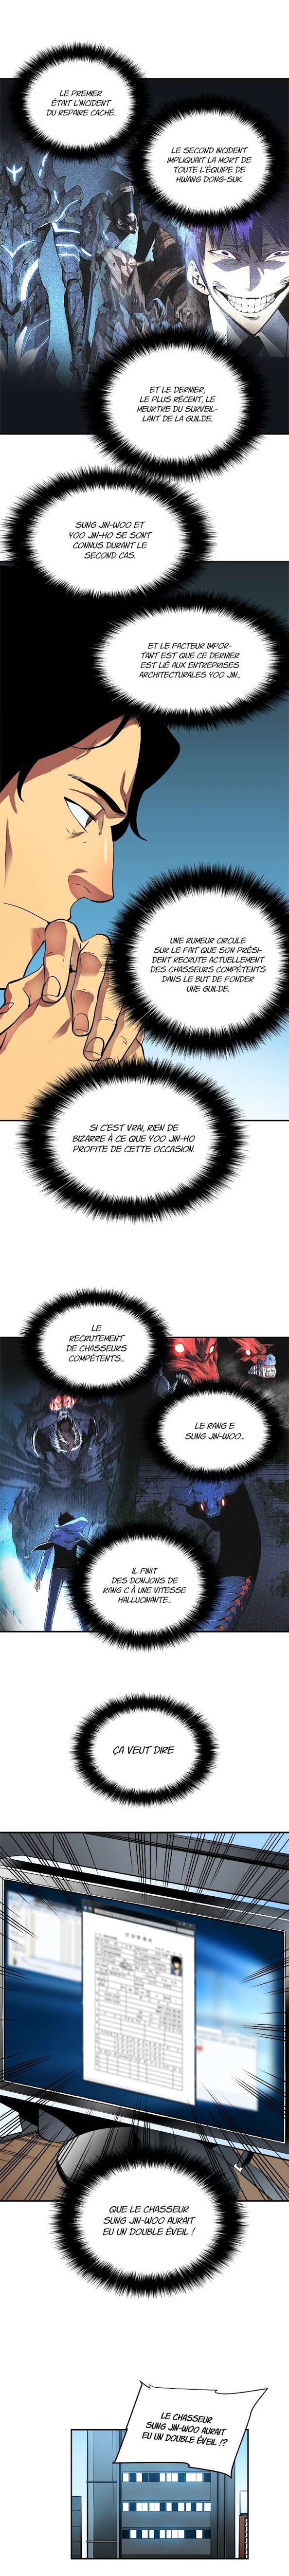 LE PREMIER
ÉTAIT L'INCIDENT
DU REPAIRE CACHÉ.
LE SECOND INCIDENT
IMPLIQUAIT LA MORT DE
TOUTE L'ÉQUIPE DE
HWANG DONG-SUK.
ET LE DERNIER,
LE PLUS RÉCENT, LE
MEURTRE DU SURVEIL-
LANT DE LA GUILDE.
SUNG JIN-WOO ET
YOO JIN-HO SE SONT
CONNUS DURANT LE
SECOND CAS.
ET LE FACTEUR IMPOR-
TANT EST QUE CE DERNIER
EST LIÉ AUX ENTREPRISES
ARCHITECTURALES YOO JIN...
UNE RUMEUR CIRCULE
SUR LE FAIT QUE SON PRÉSI-
DENT RECRUTE ACTUELLEMENT
DES CHASSEURS COMPÉTENTS
DANS LE BUT DE FONDER
UNE GUILDE.
SI C'EST VRAI, RIEN DE
BIZARRE À CE QUE YOO JIN-HO
PROFITE DE CETTE OCCASION.
LE
RECRUTEMENT
DE CHASSEURS
COMPÉTENTS...
LE RANG E
SUNG JIN-WOO...
IL FINIT
DES DONJONS DE
RANG C À UNE VITESSE
HALLUCINANTE...
ÇA VEUT DIRE
QUE LE CHASSEUR
SUNG JIN-WOO AURAIT
EU UN DOUBLE ÉVEIL !
LE CHASSEUR
SUNG JIN-WOO AURAIT
EU UN DOUBLE ÉVEIL !?